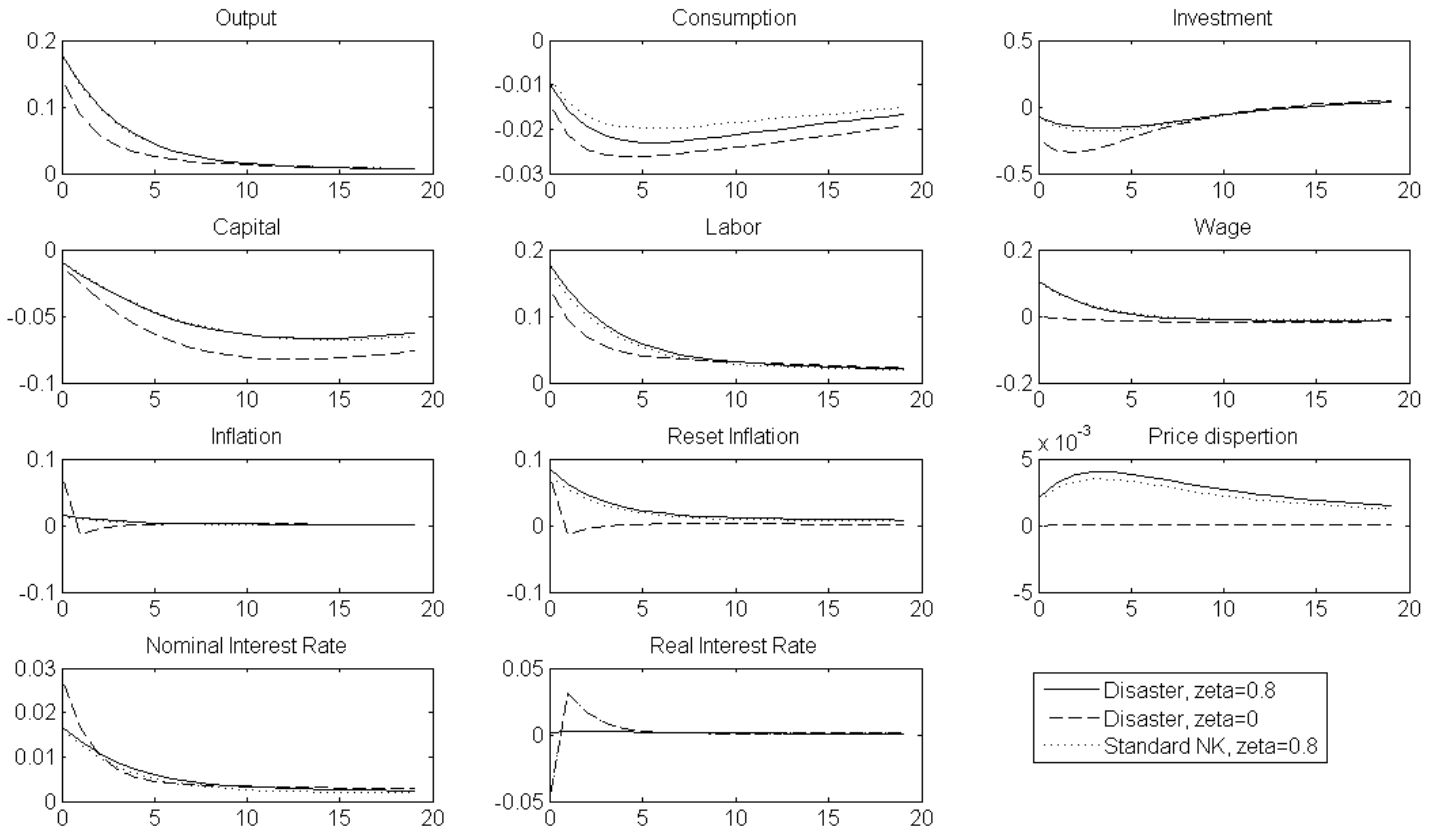 Output
0.2
0.1
0
0 5 10 15 20
Consumption
0
-0.01
-0.02
-0.03
0 5 10 15 20
Investment
0.5
0
-0.5
0 5 10 15 20
Capital
0
-0.05
-0.1
0 5 10 15 20
Labor
0.2
0.1
0
0 5 10 15 20
Wage
0.2
0
-0.2
0 5 10 15 20
Inflation
0.1
0
-0.1
0 5 10 15 20
Reset Inflation
0.1
0
-0.1
0 5 10 15 20
x 10-3
Price dispertion
5
0
-5
0 5 10 15 20
Nominal Interest Rate
0.03
0.02
0.01
0
0 5 10 15 20
Real Interest Rate
0.05
0
-0.05
0 5 10 15 20
Disaster, zeta=0.8
Disaster, zeta=0
Standard NK, zeta=0.8